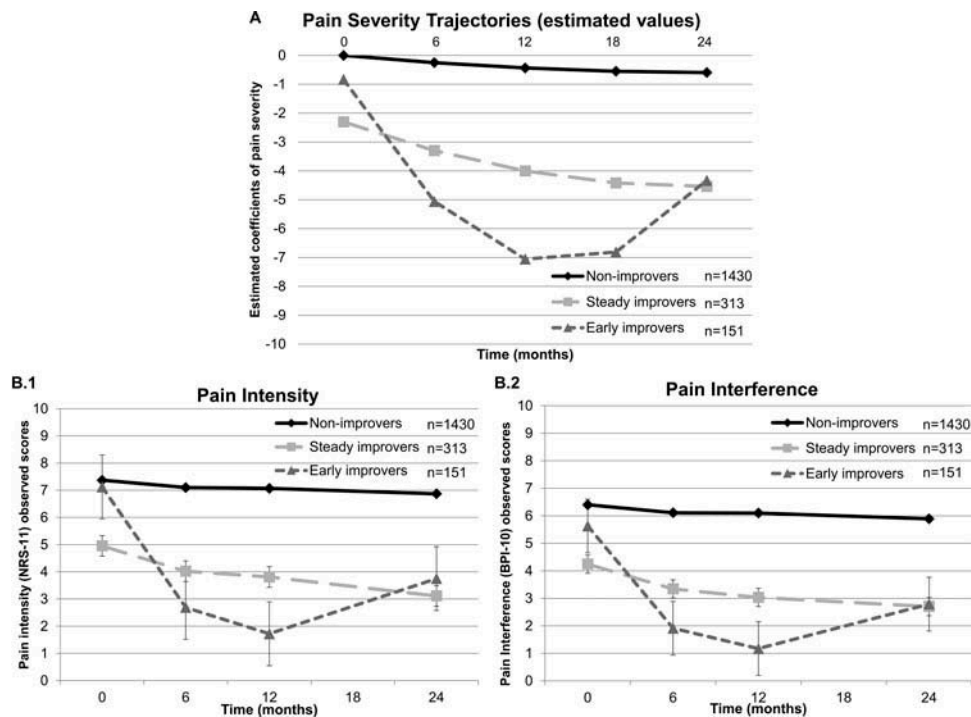 A
Pain Severity Trajectories (estimated values)
0 6 12 18 24
Estimated coefficients of pain severity
0
-1
-2
-3
-4
-5
-6
-7
-8
-9
-10
Non-improvers n=1430
Steady improvers n=313
Early improvers n=151
Time (months)
B.1
Pain Intensity
Pain intensity (NRS-11) observed scores
10
9
8
7
6
5
4
3
2
1
0
Non-improvers n=1430
Steady improvers n=313
Early improvers n=151
0 6 12 18 24
Time (months)
B.2
Pain Interference
Pain Interference (BPI-10) observed scores
10
9
8
7
6
5
4
3
2
1
0
Non-improvers n=1430
Steady improvers n=313
Early improvers n=151
0 6 12 18 24
Time (months)